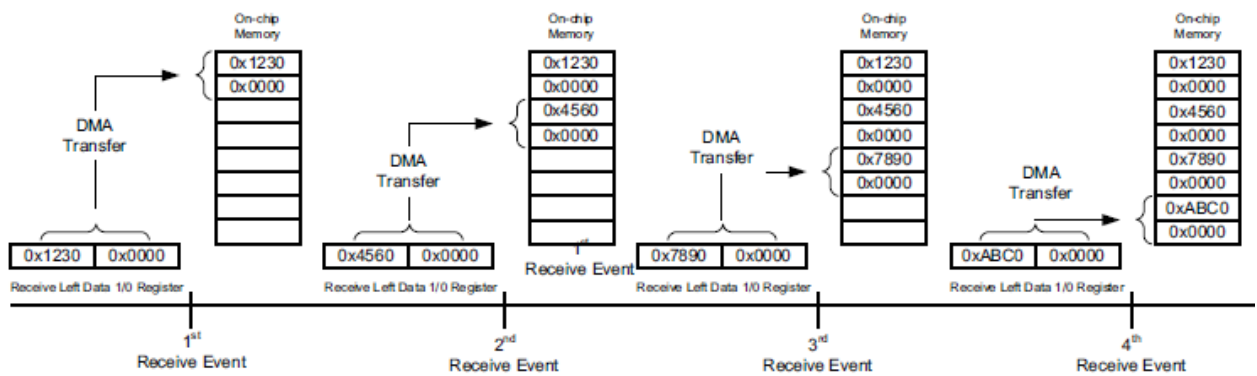 On-chip
Memory
0x1230
0x0000
DMA
Transfer
0x1230 0x0000
Receive Left Data 1/0 Register
1st
Receive Event
On-chip
Memory
0x1230
0x0000
0x4560
0x0000
DMA
Transfer
1st
Receive Event
0x4560 0x0000
Receive Left Data 1/0 Register
2nd
Receive Event
On-chip
Memory
0x1230
0x0000
0x4560
0x0000
0x7890
0x0000
DMA
Transfer
0x7890 0x0000
Receive Left Data 1/0 Register
3rd
Receive Event
On-chip
Memory
0x1230
0x0000
0x4560
0x0000
0x7890
0x0000
0xABC0
0x0000
DMA
Transfer
0xABC0 0x0000
Receive Left Data 1/0 Register
4th
Receive Event